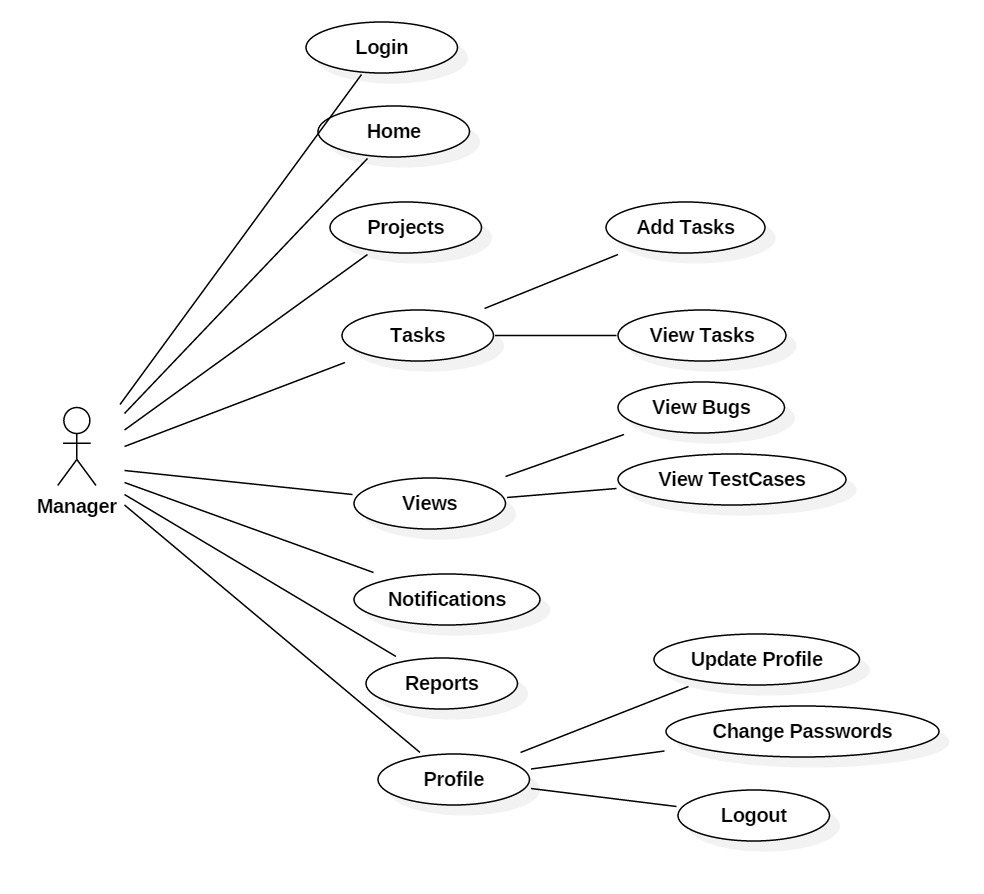 Login
Home
Projects
Add Tasks
Tasks
View Tasks
View Bugs
View TestCases
Manager
Views
Notifications
Update Profile
Reports
Change Passwords
Profile
Logout